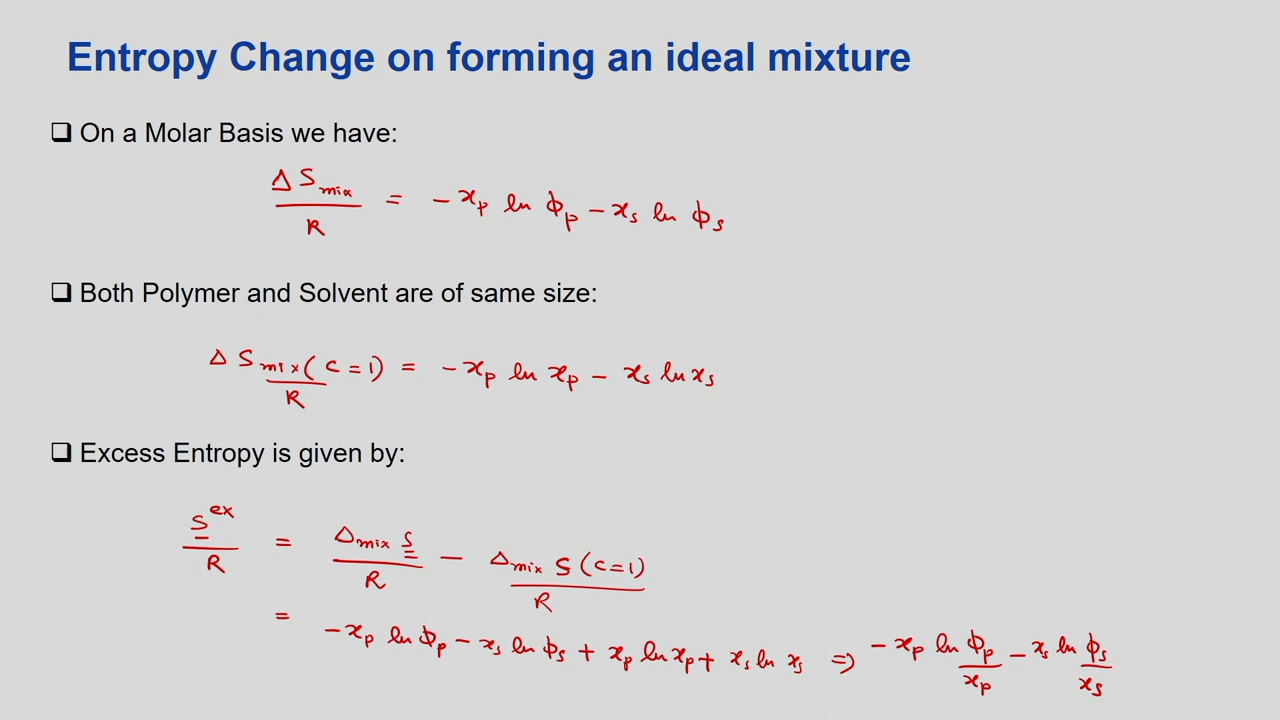 Entropy Change on forming an ideal mixture
❑ On a Molar Basis we have:
Δ S_mix / R = - x_p ln ϕ_p - x_s ln ϕ_s
❑ Both Polymer and Solvent are of same size:
Δ S_mix (c = 1) / R = - x_p ln x_p - x_s ln x_s
❑ Excess Entropy is given by:
S^ex / R = Δ_mix S / R - Δ_mix S (c=1) / R
= - x_p ln ϕ_p - x_s ln ϕ_s + x_p ln x_p + x_s ln x_s ⇒ - x_p ln ϕ_p / x_p - x_s ln ϕ_s / x_s